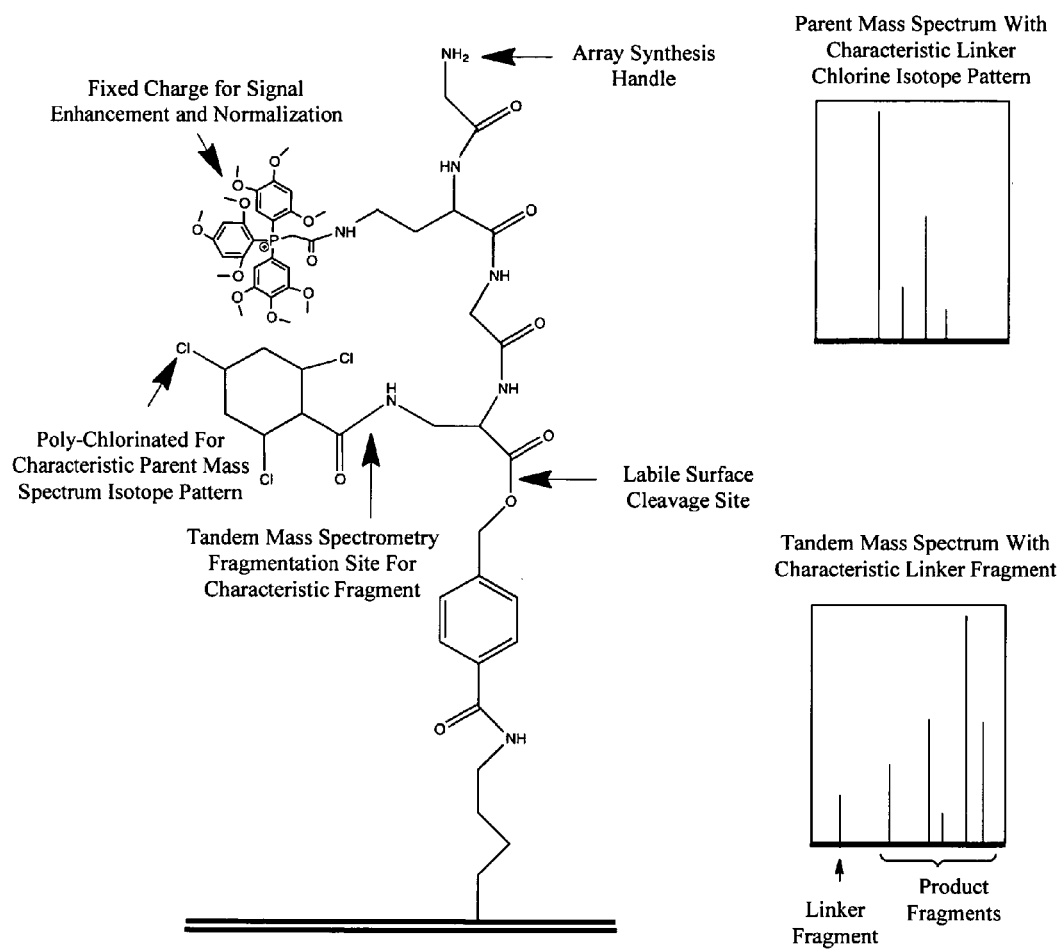 Parent Mass Spectrum With
Characteristic Linker
Chlorine Isotope Pattern
NH₂
Array Synthesis
Handle
Fixed Charge for Signal
Enhancement and Normalization
O
HN
O
O
O
O
O
O
O
P
⊕
O
O
O
O
O
NH
O
NH
O
Cl
Cl
Cl
H
N
O
NH
O
O
Poly-Chlorinated For
Characteristic Parent Mass
Spectrum Isotope Pattern
Labile Surface
Cleavage Site
Tandem Mass Spectrometry
Fragmentation Site For
Characteristic Fragment
Tandem Mass Spectrum With
Characteristic Linker Fragment
O
NH
Linker
Fragment
Product
Fragments